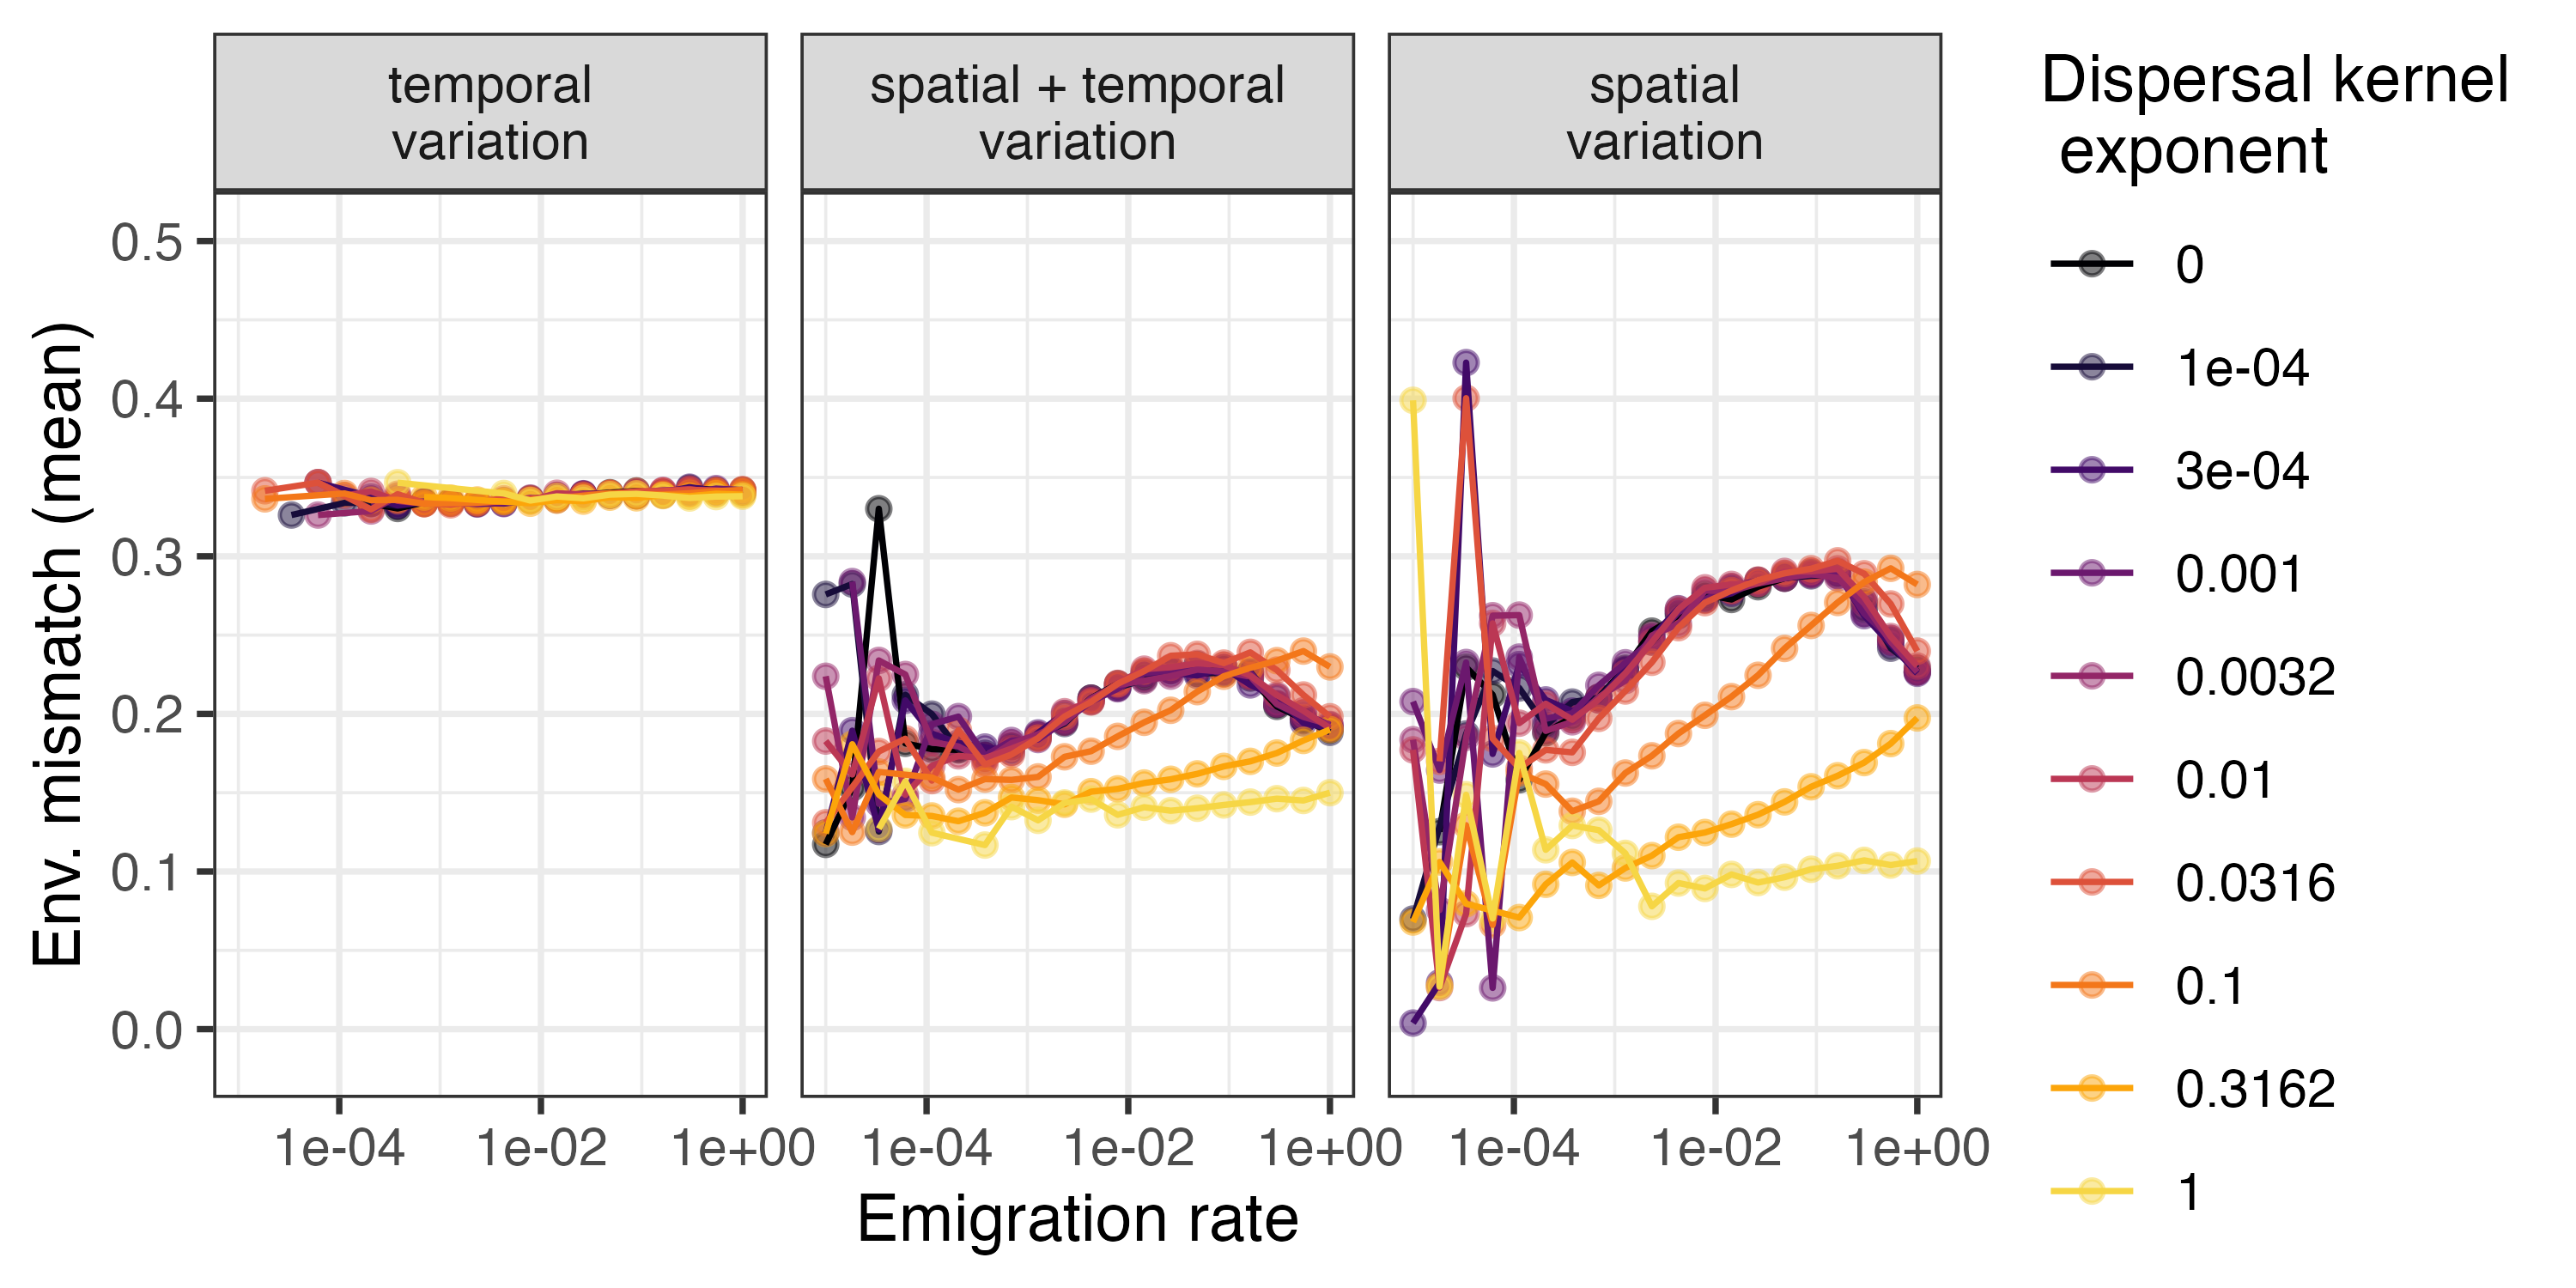 temporal
variation
spatial + temporal
variation
spatial
variation
Env. mismatch (mean)
0.5
0.4
0.3
0.2
0.1
0.0
1e-04 1e-02 1e+00
1e-04 1e-02 1e+00
1e-04 1e-02 1e+00
Emigration rate
Dispersal kernel
exponent
0
1e-04
3e-04
0.001
0.0032
0.01
0.0316
0.1
0.3162
1